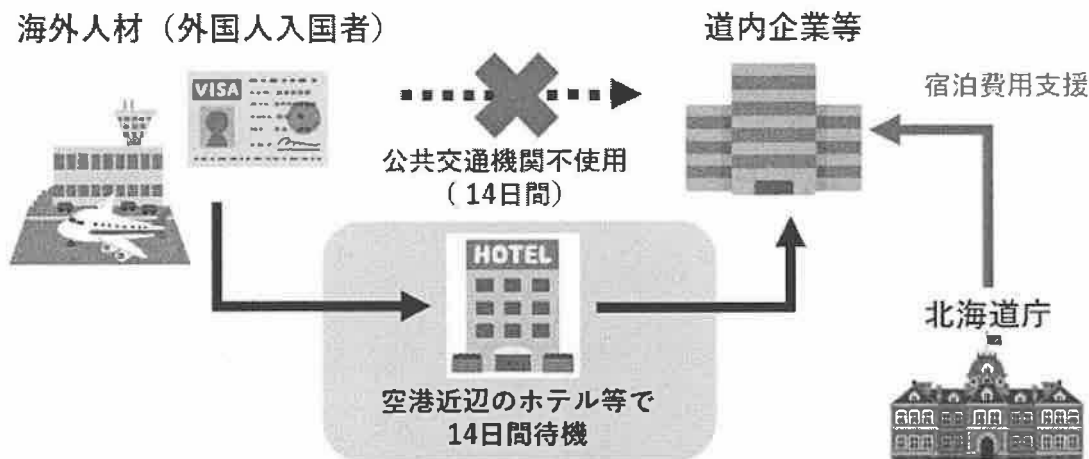 海外人材（外国人入国者）
道内企業等
VISA
宿泊費用支援
公共交通機関不使用
（ 14日間）
HOTEL
北海道庁
空港近辺のホテル等で
14日間待機